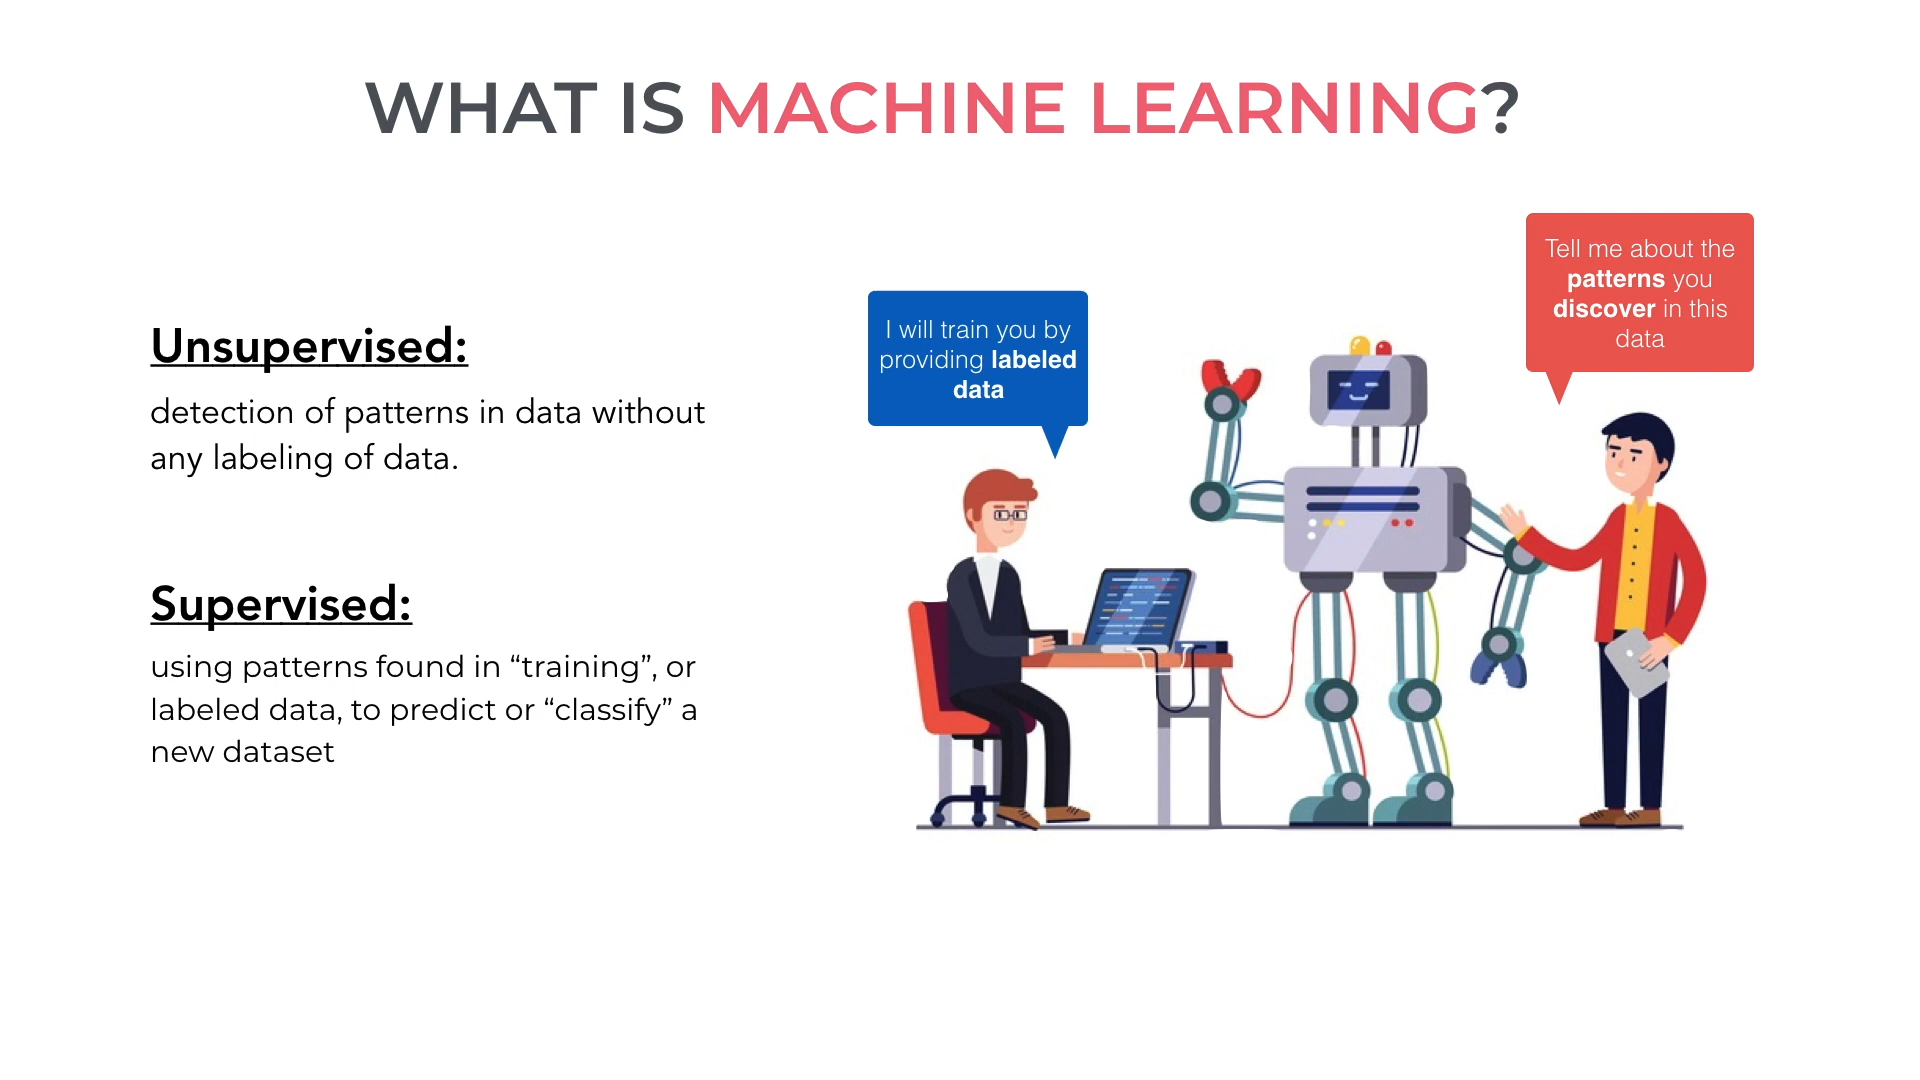 WHAT IS MACHINE LEARNING?
Unsupervised:
detection of patterns in data without
any labeling of data.
Supervised:
using patterns found in “training”, or
labeled data, to predict or “classify” a
new dataset
I will train you by
providing labeled
data
Tell me about the
patterns you
discover in this
data